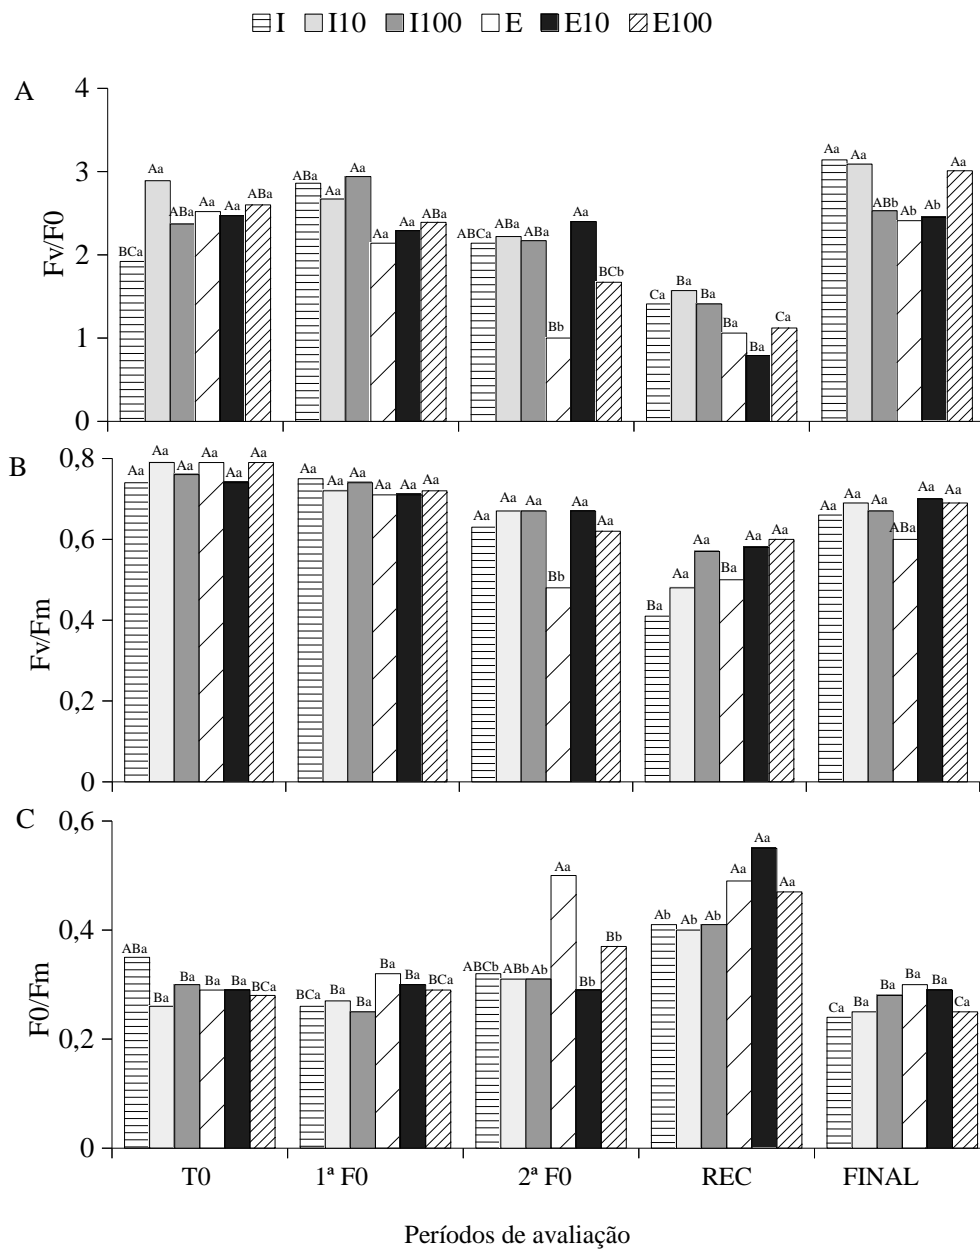 I I10 I100 E E10 E100
A
Fv/F0
4
3
2
1
0
BCa Aa ABa Aa Aa ABa
ABa Aa Aa Aa Aa ABa
ABCa ABa ABa Bb Aa BCb
Ca Ba Ba Ba Ba Ca
Aa Aa ABb Ab Ab Aa
B
Fv/Fm
0,8
0,6
0,4
0,2
0
Aa Aa Aa Aa Aa Aa
Aa Aa Aa Aa Aa Aa
Aa Aa Aa Bb Aa Aa
Ba Aa Aa Ba Aa Aa
Aa Aa Aa ABa Aa Aa
C
F0/Fm
0,6
0,4
0,2
0
ABa Ba Ba Ba Ba BCa
BCa Ba Ba Ba Ba BCa
ABCb ABb Ab Aa Bb Bb
Ab Ab Ab Aa Aa Aa
Ca Ba Ba Ba Ba Ca
T0 1ª F0 2ª F0 REC FINAL
Períodos de avaliação